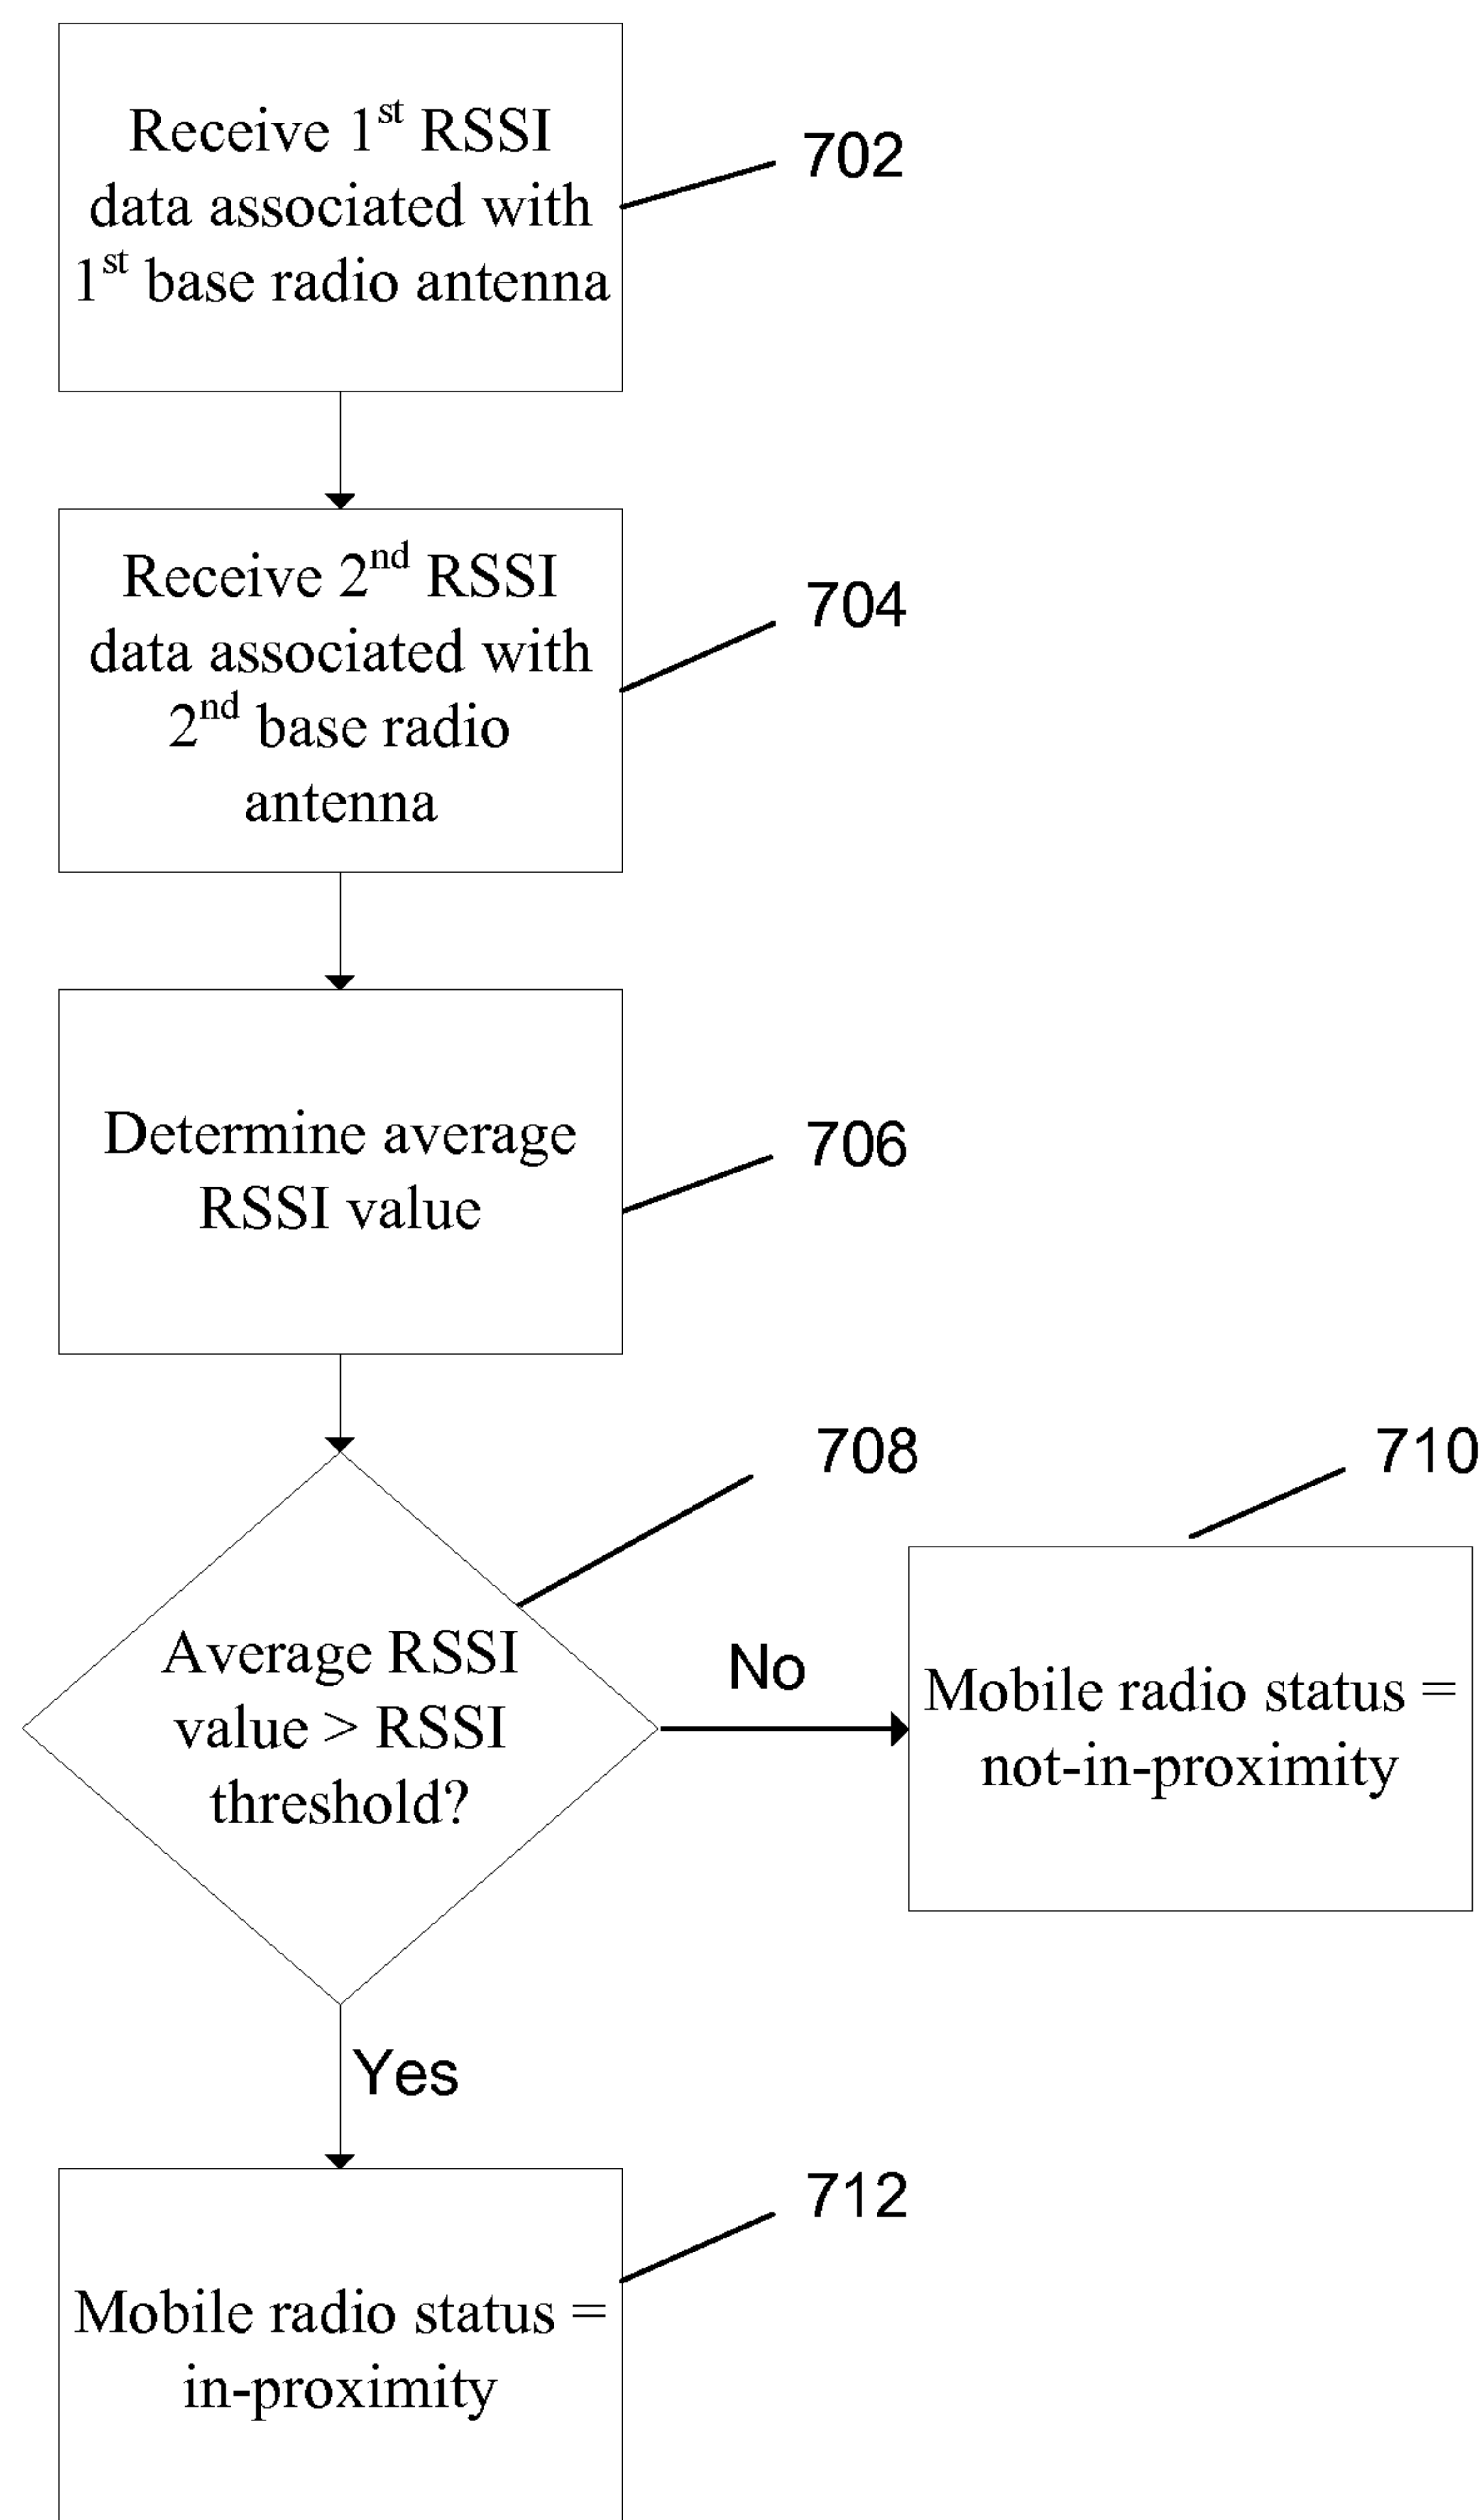 Receive 1st RSSI
data associated with
1st base radio antenna
702
Receive 2nd RSSI
data associated with
2nd base radio
antenna
704
Determine average
RSSI value
706
708
710
Average RSSI
value > RSSI
threshold?
No
Mobile radio status =
not-in-proximity
Yes
712
Mobile radio status =
in-proximity